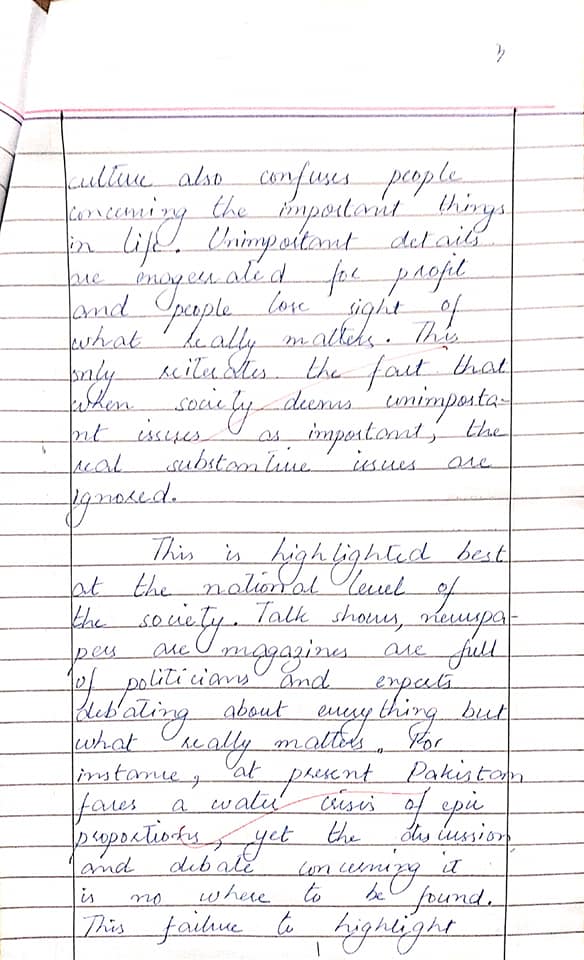 3
culture also confuses people
concerning the important things
in life. Unimportant details
are exaggerated for profit
and people lose sight of
what really matters. This
only reiterates the fact that
when society deems unimporta-
nt issues as important, the
real substantive issues are
ignored.
This is highlighted best
at the national level of
the society. Talk shows, newspa-
pers are magazines are full
of politicians and experts
debating about everything but
what really matters. For
instance, at present Pakistan
faces a water crisis of epic
proportions, yet the discussion
and debate concerning it
is no where to be found.
This failure to highlight